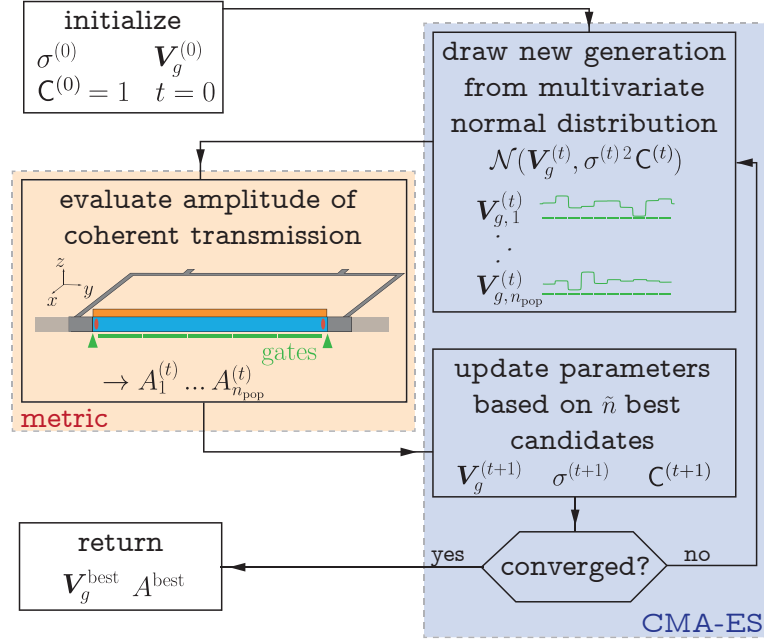 initialize
σ^(0) V_g^(0)
C^(0) = 1 t = 0
draw new generation
from multivariate
normal distribution
𝒩(V_g^(t), σ^(t) 2 C^(t))
V_g,1^(t)
⋮
V_g,n_pop^(t)
evaluate amplitude of
coherent transmission
z
x y
gates
→ A_1^(t) ... A_n_pop^(t)
metric
update parameters
based on ñ best
candidates
V_g^(t+1) σ^(t+1) C^(t+1)
converged?
yes
no
return
V_g^best A^best
CMA-ES